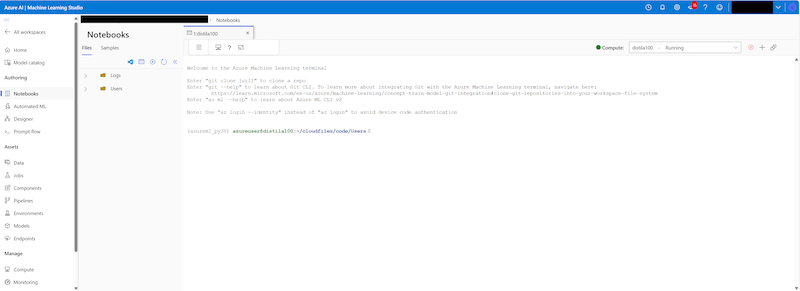 Azure AI | Machine Learning Studio
15
All workspaces
> Notebooks
Home
Model catalog
Authoring
Notebooks
Automated ML
Designer
Prompt flow
Assets
Data
Jobs
Components
Pipelines
Environments
Models
Endpoints
Manage
Compute
Monitoring
Notebooks
Files Samples
Logs
Users
1:distila100
Compute: distila100 - Running
Welcome to the Azure Machine Learning terminal
Enter "git clone [url]" to clone a repo
Enter "git --help" to learn about Git CLI. To learn more about integrating Git with the Azure Machine Learning terminal, navigate here:
https://learn.microsoft.com/en-us/azure/machine-learning/concept-train-model-git-integration#clone-git-repositories-into-your-workspace-file-system
Enter "az ml --help" to learn about Azure ML CLI v2
Note: Use "az login --identity" instead of "az login" to avoid device code authentication
(azureml_py38) azureuser@distila100:~/cloudfiles/code/Users$